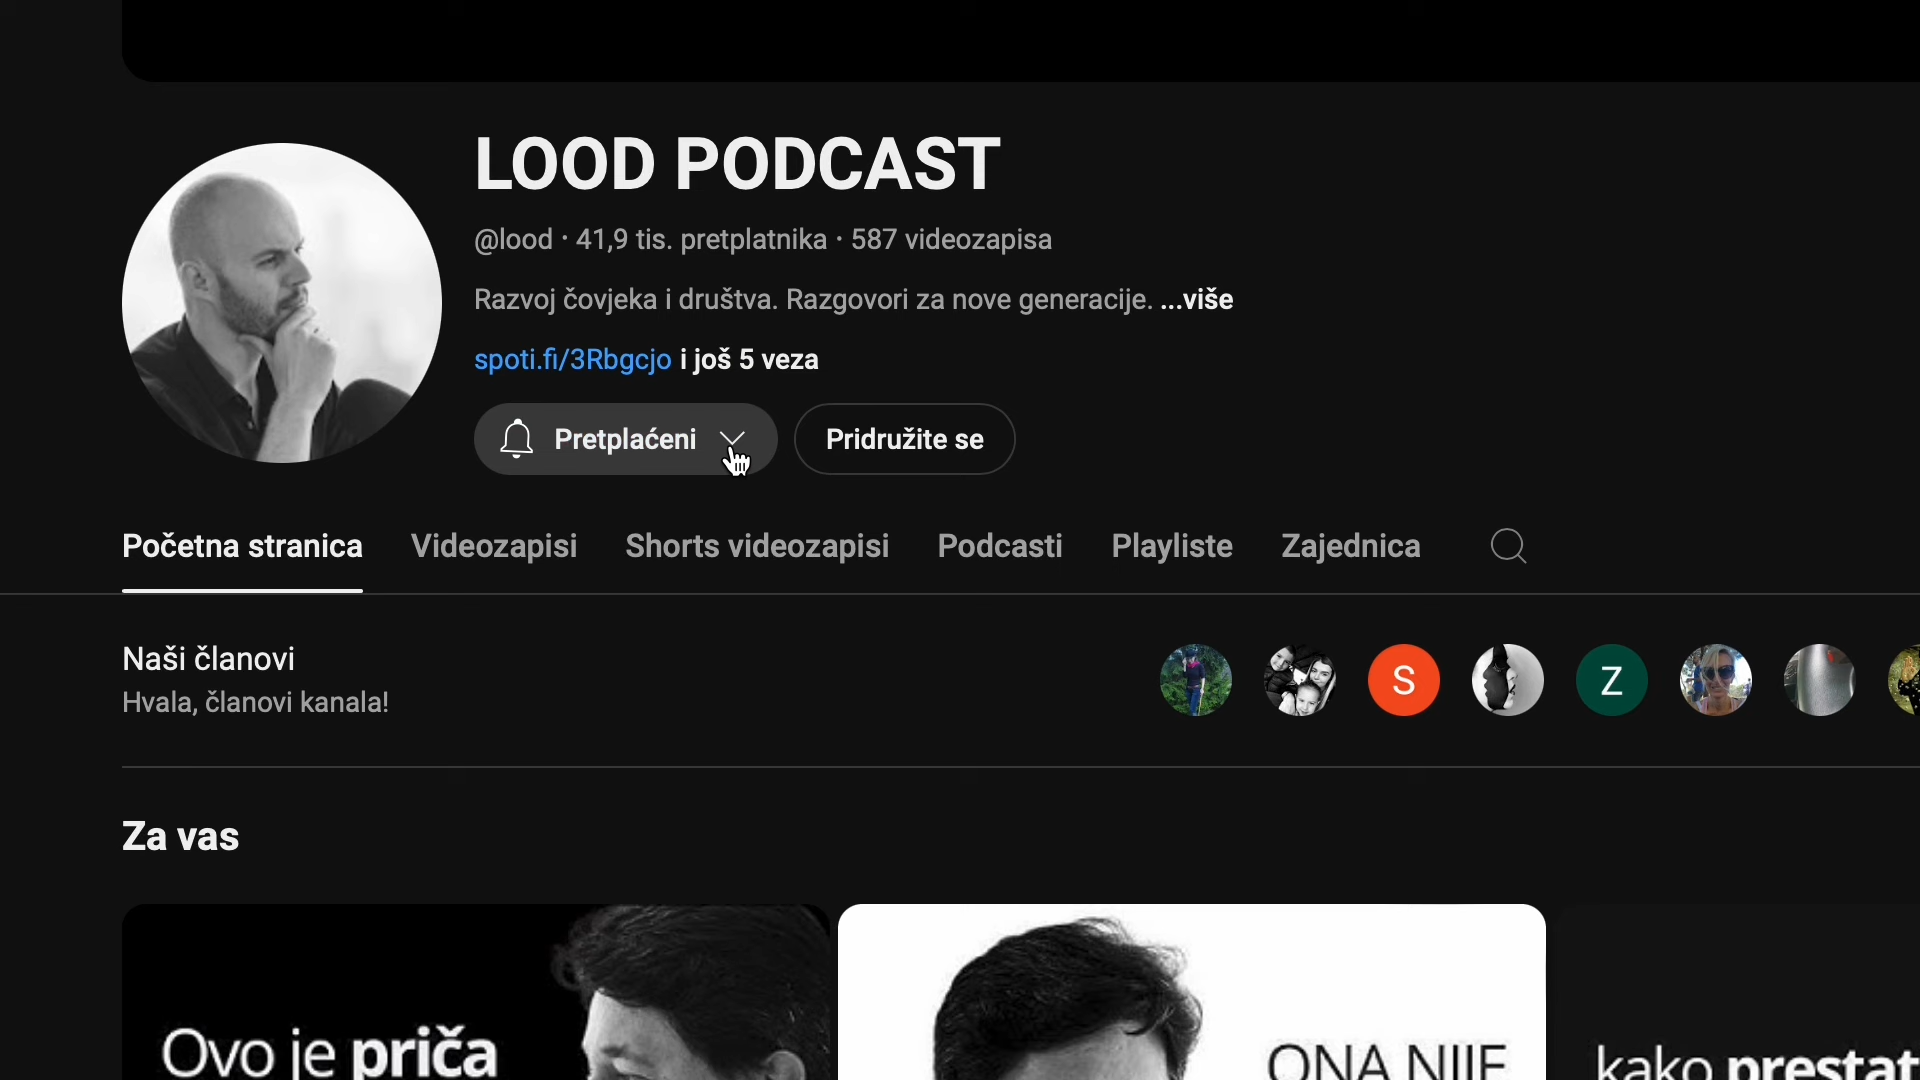 LOOD PODCAST
@lood · 41,9 tis. pretplatnika · 587 videozapisa
Razvoj čovjeka i društva. Razgovori za nove generacije. ...više
spoti.fi/3Rbgcjo i još 5 veza
Pretplaćeni
Pridružite se
Početna stranica Videozapisi Shorts videozapisi Podcasti Playliste Zajednica
Naši članovi
Hvala, članovi kanala!
S
Z
Za vas
Ovo je priča
ONA NIJE
kako prestat